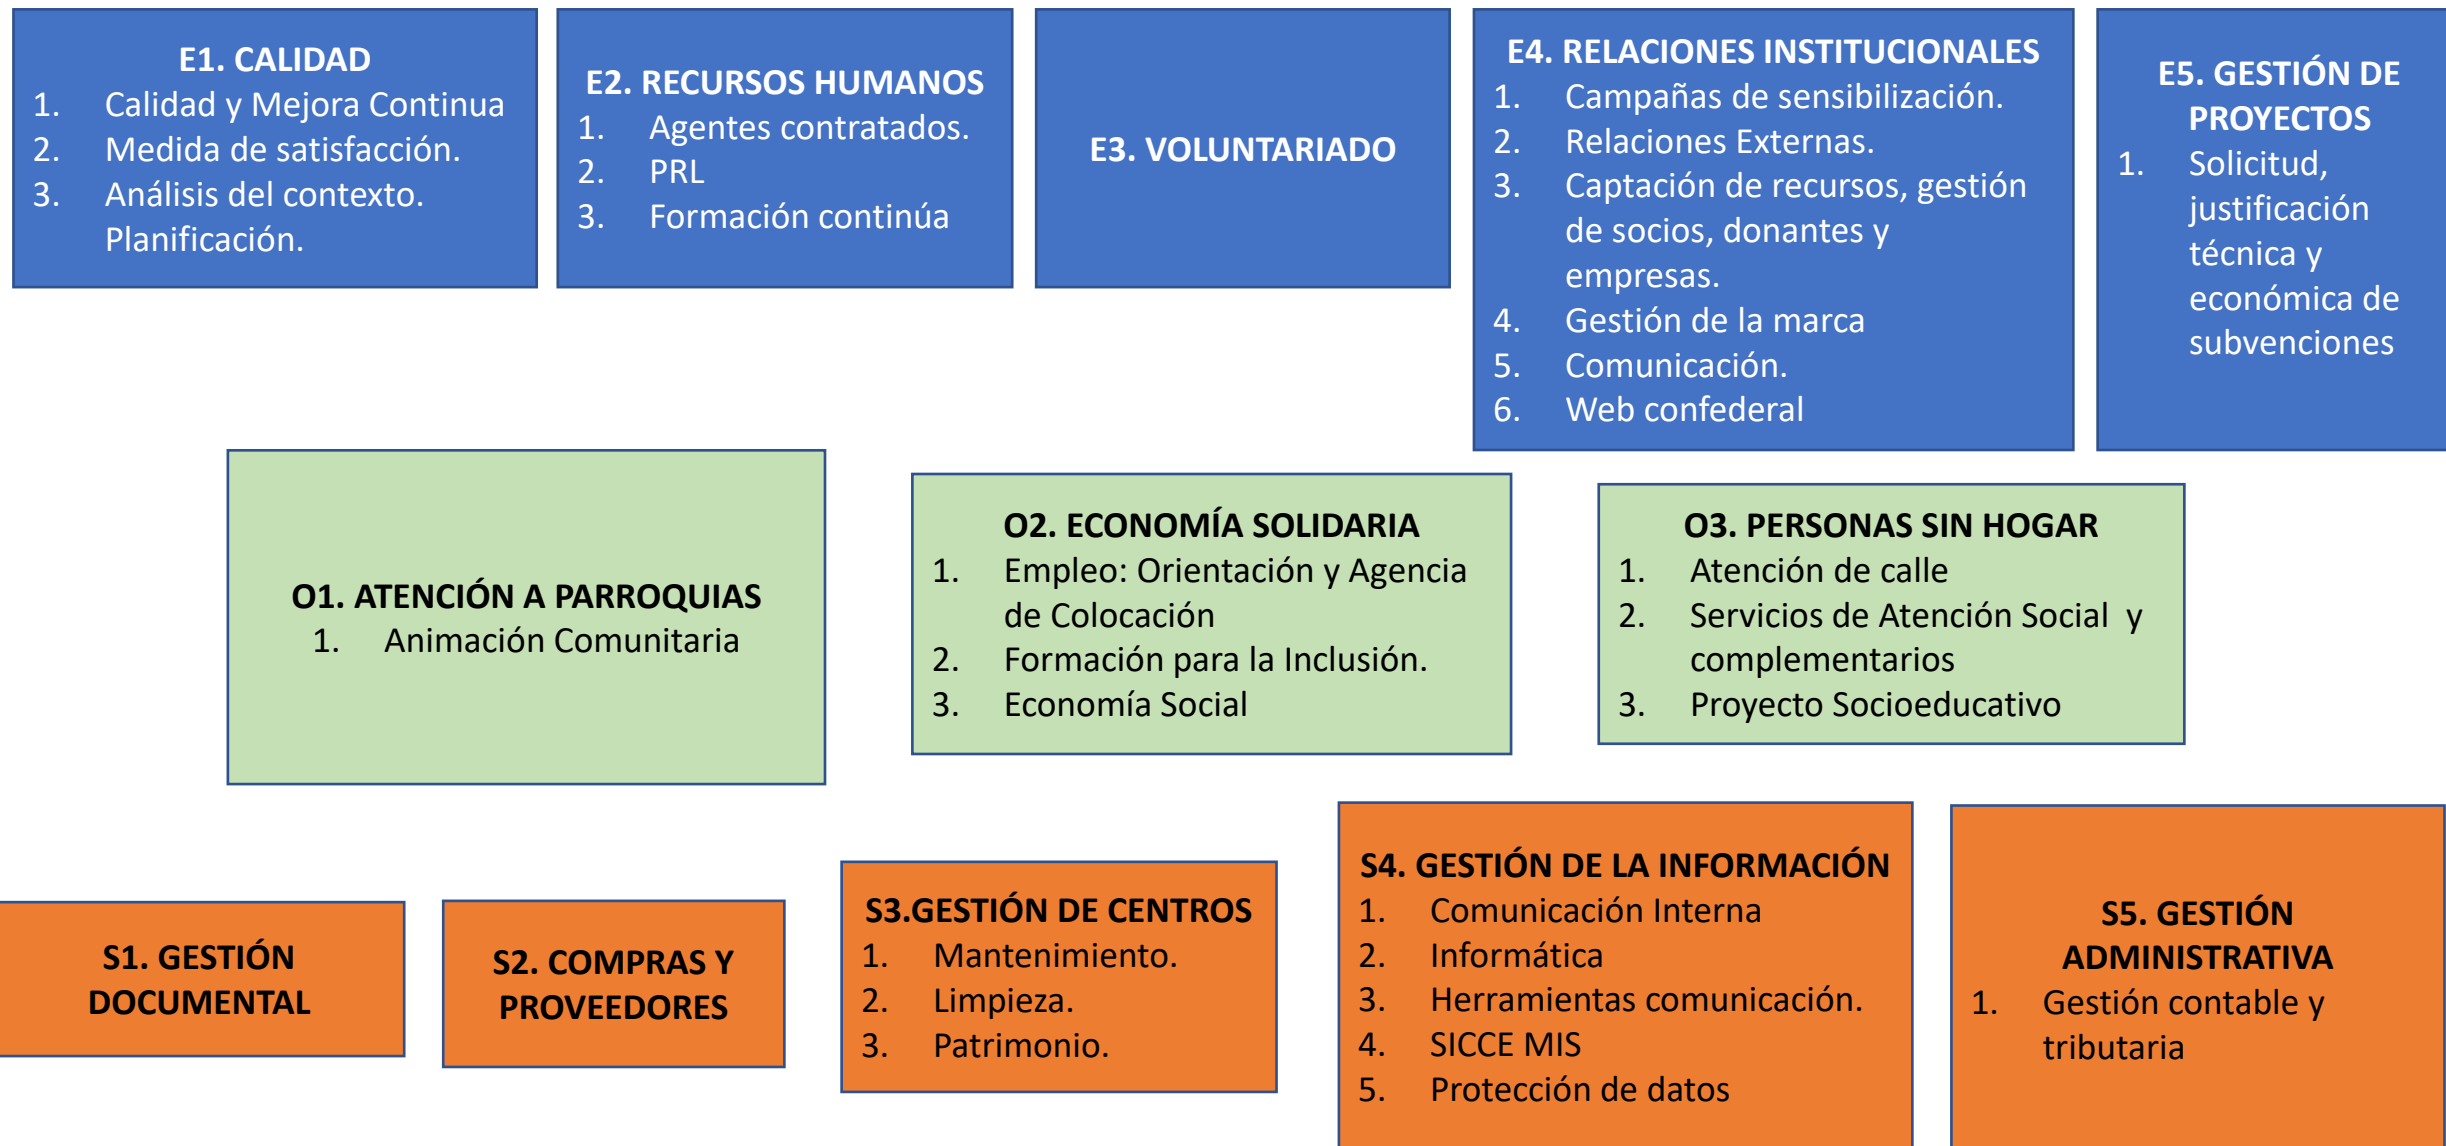 E1. CALIDAD
1. Calidad y Mejora Continua
2. Medida de satisfacción.
3. Análisis del contexto.
Planificación.
E2. RECURSOS HUMANOS
1. Agentes contratados.
2. PRL
3. Formación continúa
E3. VOLUNTARIADO
E4. RELACIONES INSTITUCIONALES
1. Campañas de sensibilización.
2. Relaciones Externas.
3. Captación de recursos, gestión
de socios, donantes y
empresas.
4. Gestión de la marca
5. Comunicación.
6. Web confederal
E5. GESTIÓN DE
PROYECTOS
1. Solicitud,
justificación
técnica y
económica de
subvenciones
O1. ATENCIÓN A PARROQUIAS
1. Animación Comunitaria
O2. ECONOMÍA SOLIDARIA
1. Empleo: Orientación y Agencia
de Colocación
2. Formación para la Inclusión.
3. Economía Social
O3. PERSONAS SIN HOGAR
1. Atención de calle
2. Servicios de Atención Social y
complementarios
3. Proyecto Socioeducativo
S1. GESTIÓN
DOCUMENTAL
S2. COMPRAS Y
PROVEEDORES
S3.GESTIÓN DE CENTROS
1. Mantenimiento.
2. Limpieza.
3. Patrimonio.
S4. GESTIÓN DE LA INFORMACIÓN
1. Comunicación Interna
2. Informática
3. Herramientas comunicación.
4. SICCE MIS
5. Protección de datos
S5. GESTIÓN
ADMINISTRATIVA
1. Gestión contable y
tributaria